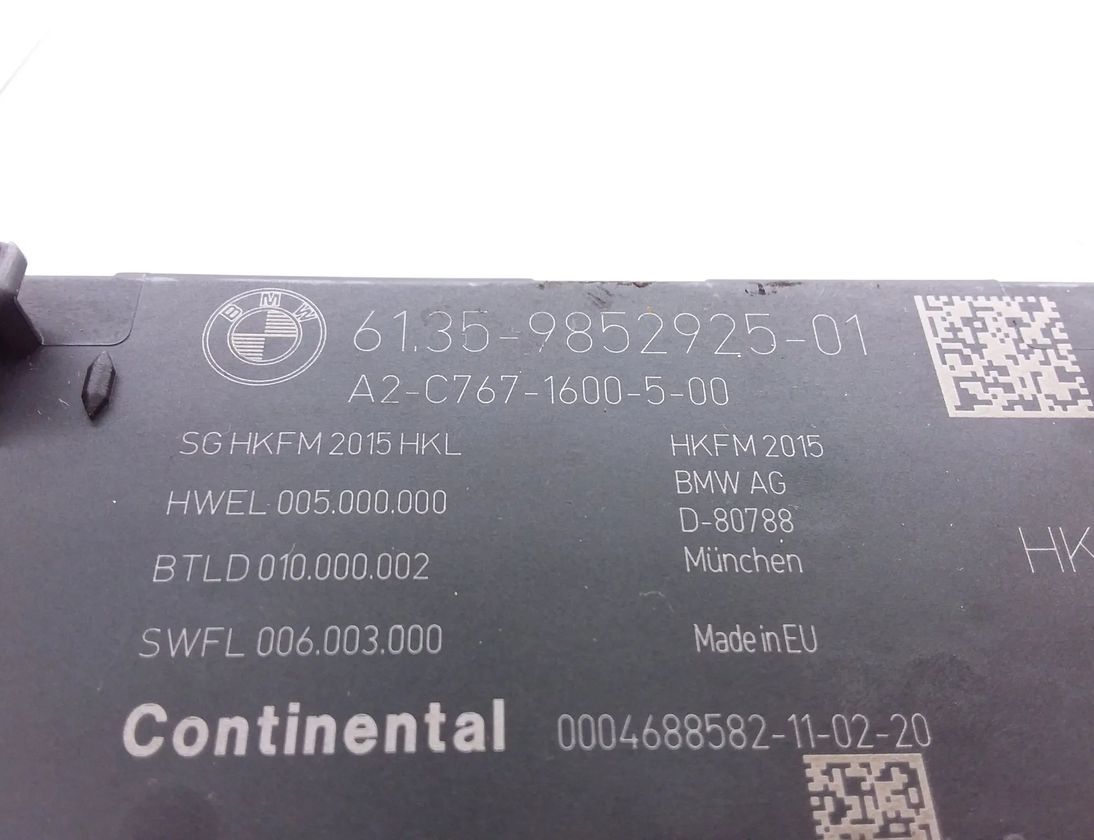 BMW
61.35-9852925-01
A2-C767-1600-5-00
SG HKFM 2015 HKL
HWEL 005.000.000
BTLD 010.000.002
SWFL 006.003.000
HKFM 2015
BMW AG
D-80788
München
Made in EU
HK
Continental
0004688582-11-02-20